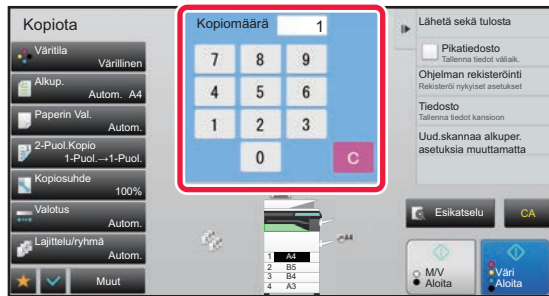 Kopiota
Väritila
Värillinen
Alkup.
Autom. A4
Paperin Val.
Autom.
2-Puol.Kopio
1-Puol.→1-Puol.
Kopiosuhde
100%
Valotus
Autom.
Lajittelu/ryhmä
Autom.
Muut
Kopiomäärä 1
7 8 9
4 5 6
1 2 3
0 C
1 A4
2 B5
3 B4
4 A3
A4
Lähetä sekä tulosta
Pikatiedosto
Tallenna tiedot väliaik.
Ohjelman rekisteröinti
Rekisteröi nykyiset asetukset
Tiedosto
Tallenna tiedot kansioon
Uud.skannaa alkuper.
asetuksia muuttamatta
Esikatselu
CA
M/V
Aloita
Väri
Aloita